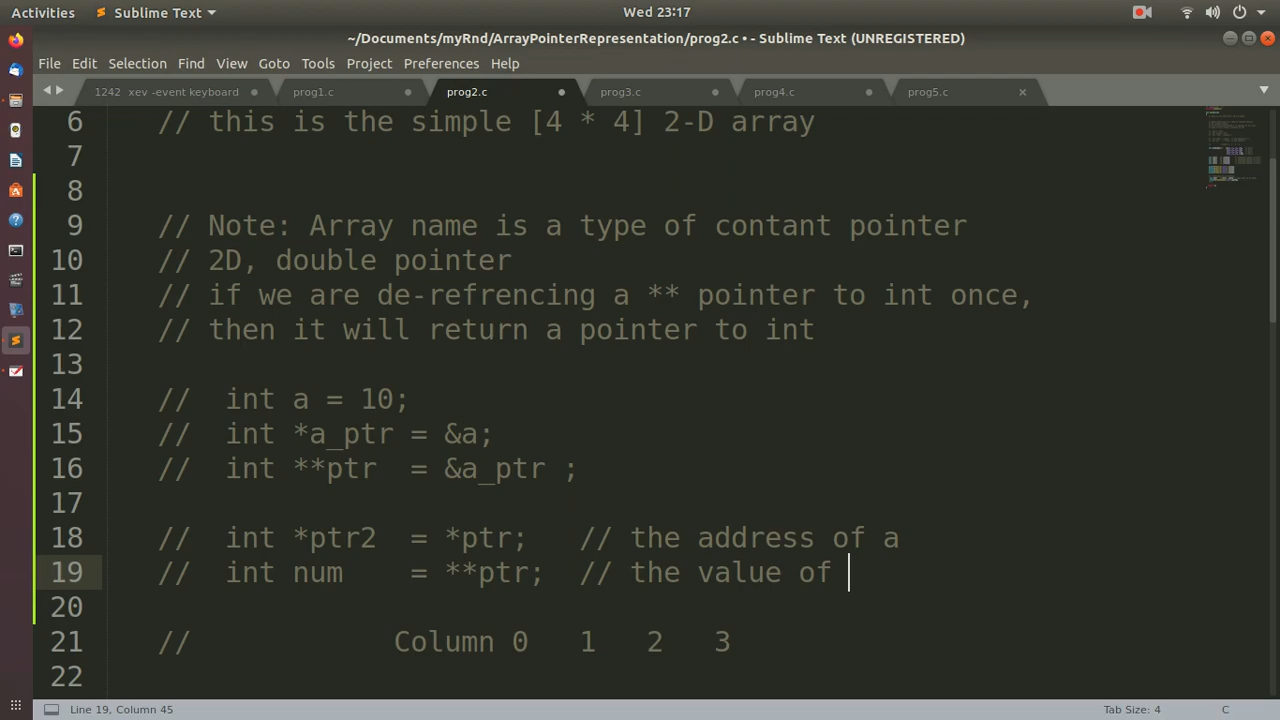 Activities Sublime Text Wed 23:17
~/Documents/myRnd/ArrayPointerRepresentation/prog2.c • - Sublime Text (UNREGISTERED)
File Edit Selection Find View Goto Tools Project Preferences Help
1242 xev -event keyboard prog1.c prog2.c prog3.c prog4.c prog5.c
6 // this is the simple [4 * 4] 2-D array
7
8
9 // Note: Array name is a type of contant pointer
10 // 2D, double pointer
11 // if we are de-refrencing a ** pointer to int once,
12 // then it will return a pointer to int
13
14 // int a = 10;
15 // int *a_ptr = &a;
16 // int **ptr = &a_ptr ;
17
18 // int *ptr2 = *ptr; // the address of a
19 // int num = **ptr; // the value of
20
21 // Column 0 1 2 3
22
Line 19, Column 45 Tab Size: 4 C